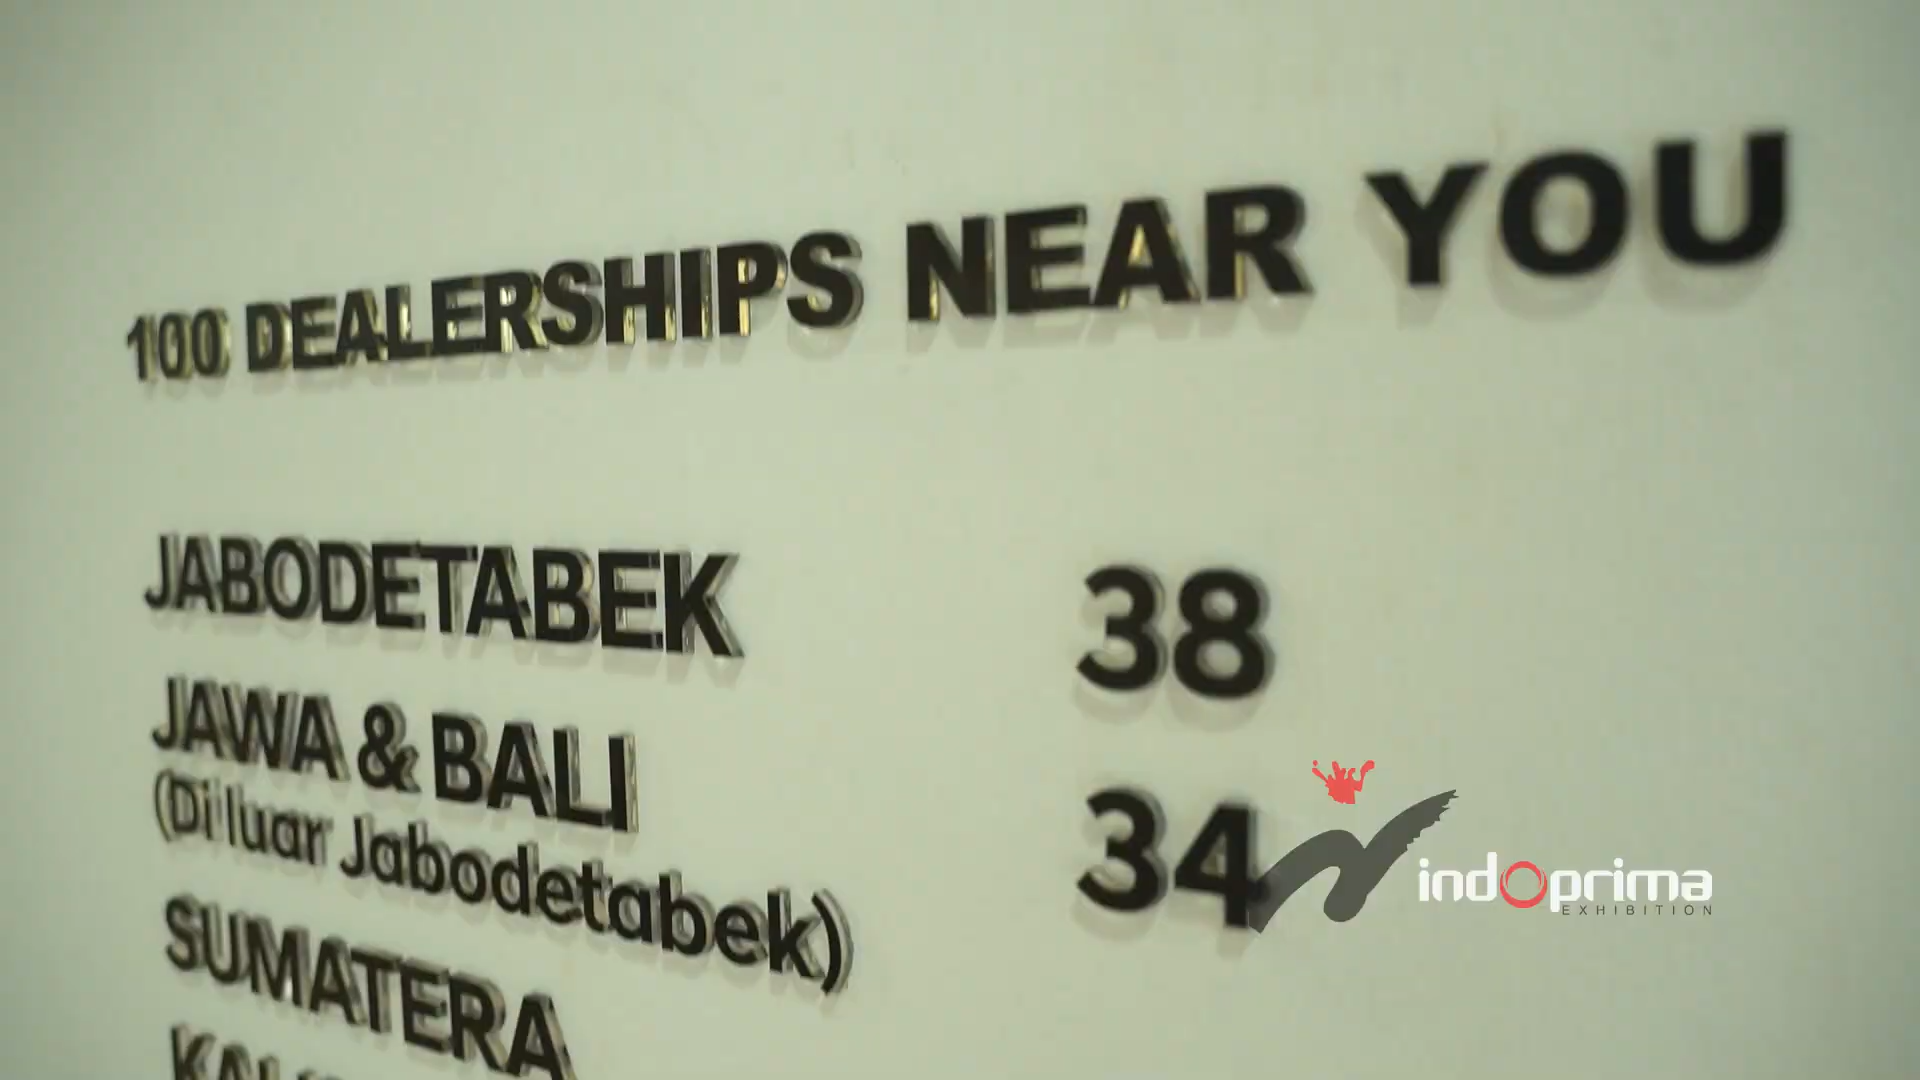 100 DEALERSHIPS NEAR YOU
JABODETABEK 38
JAWA & BALI
(Di luar Jabodetabek) 34
SUMATERA
indoprima
EXHIBITION